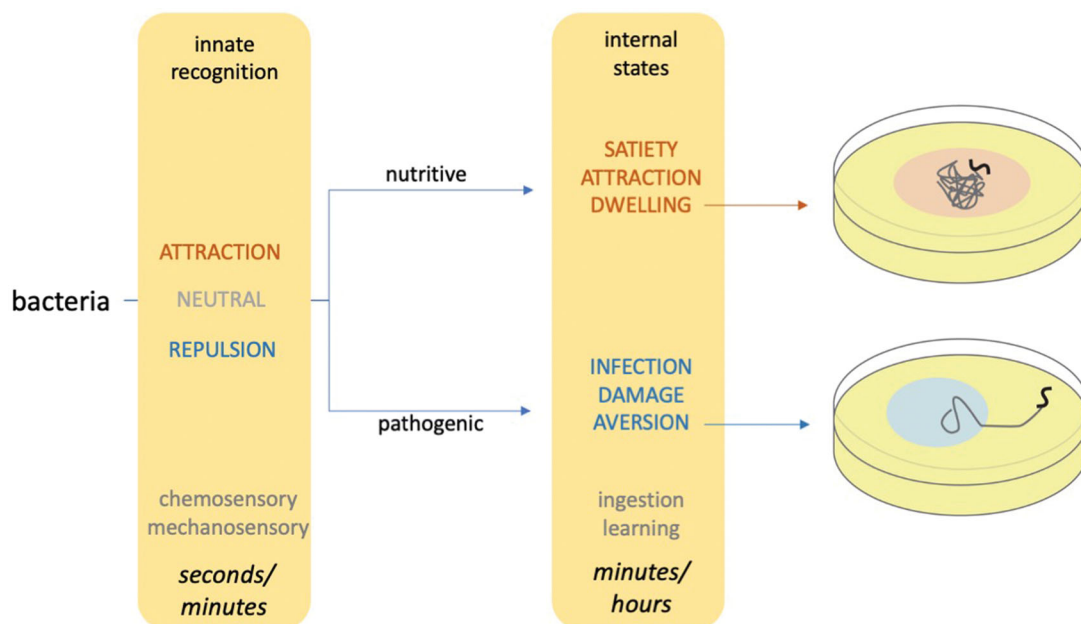 innate
recognition
internal
states
bacteria
ATTRACTION
NEUTRAL
REPULSION
nutritive
pathogenic
SATIETY
ATTRACTION
DWELLING
INFECTION
DAMAGE
AVERSION
chemosensory
mechanosensory
ingestion
learning
seconds/
minutes
minutes/
hours